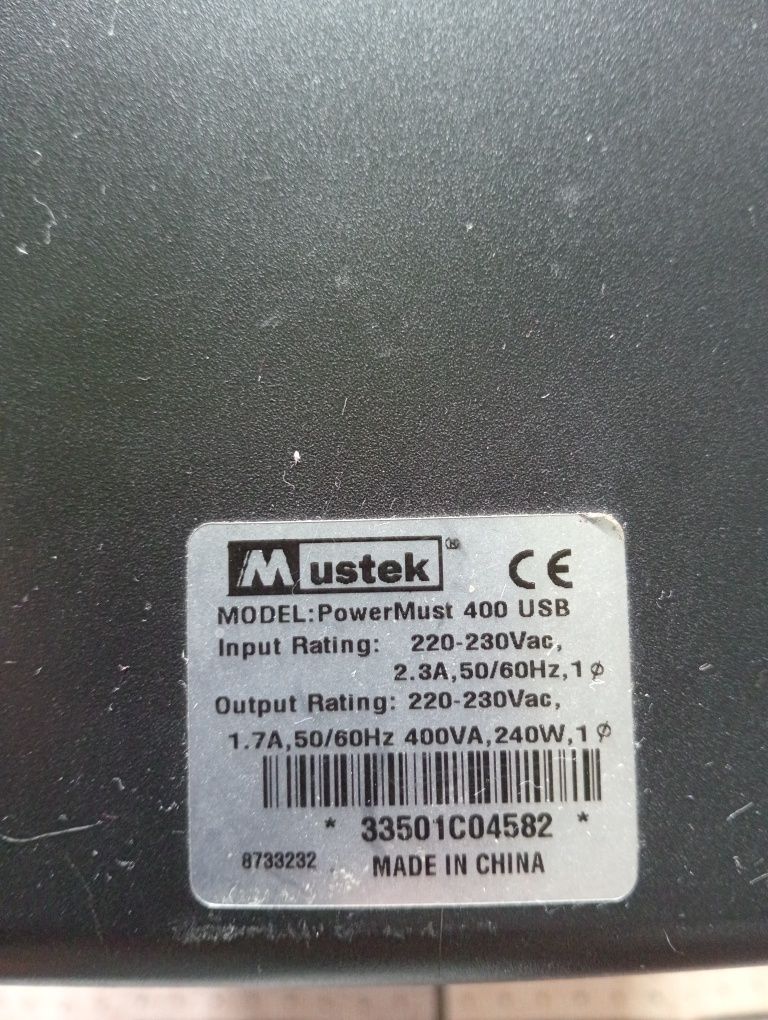 Mustek®
CE
MODEL:PowerMust 400 USB
Input Rating: 220-230Vac,
2.3A,50/60Hz,1ϕ
Output Rating: 220-230Vac,
1.7A,50/60Hz 400VA,240W,1ϕ
* 33501C04582 *
8733232 MADE IN CHINA